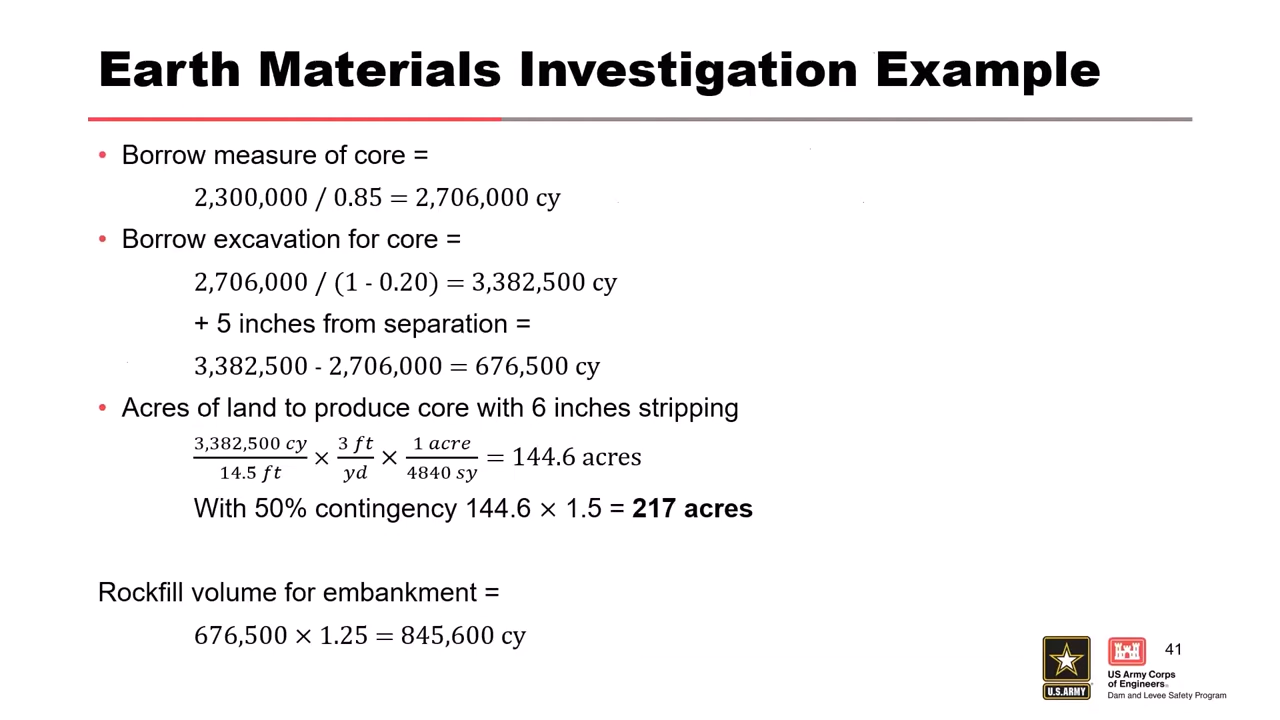 Earth Materials Investigation Example
• Borrow measure of core =
2,300,000 / 0.85 = 2,706,000 cy
• Borrow excavation for core =
2,706,000 / (1 - 0.20) = 3,382,500 cy
+ 5 inches from separation =
3,382,500 - 2,706,000 = 676,500 cy
• Acres of land to produce core with 6 inches stripping
3,382,500 cy / 14.5 ft × 3 ft / yd × 1 acre / 4840 sy = 144.6 acres
With 50% contingency 144.6 × 1.5 = 217 acres
Rockfill volume for embankment =
676,500 × 1.25 = 845,600 cy
41
U.S.ARMY
US Army Corps
of Engineers®
Dam and Levee Safety Program